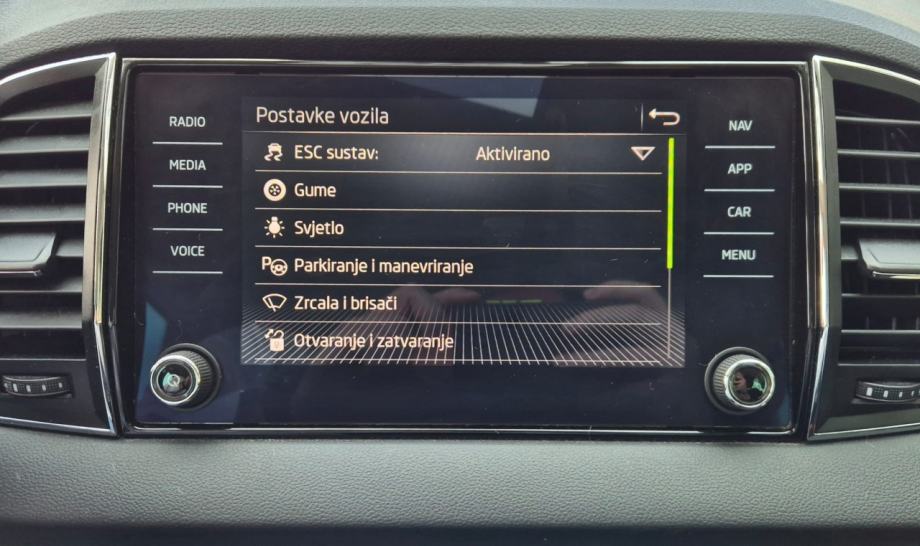 RADIO
MEDIA
PHONE
VOICE
Postavke vozila
ESC sustav: Aktivirano
Gume
Svjetlo
P Parkiranje i manevriranje
Zrcala i brisači
Otvaranje i zatvaranje
NAV
APP
CAR
MENU